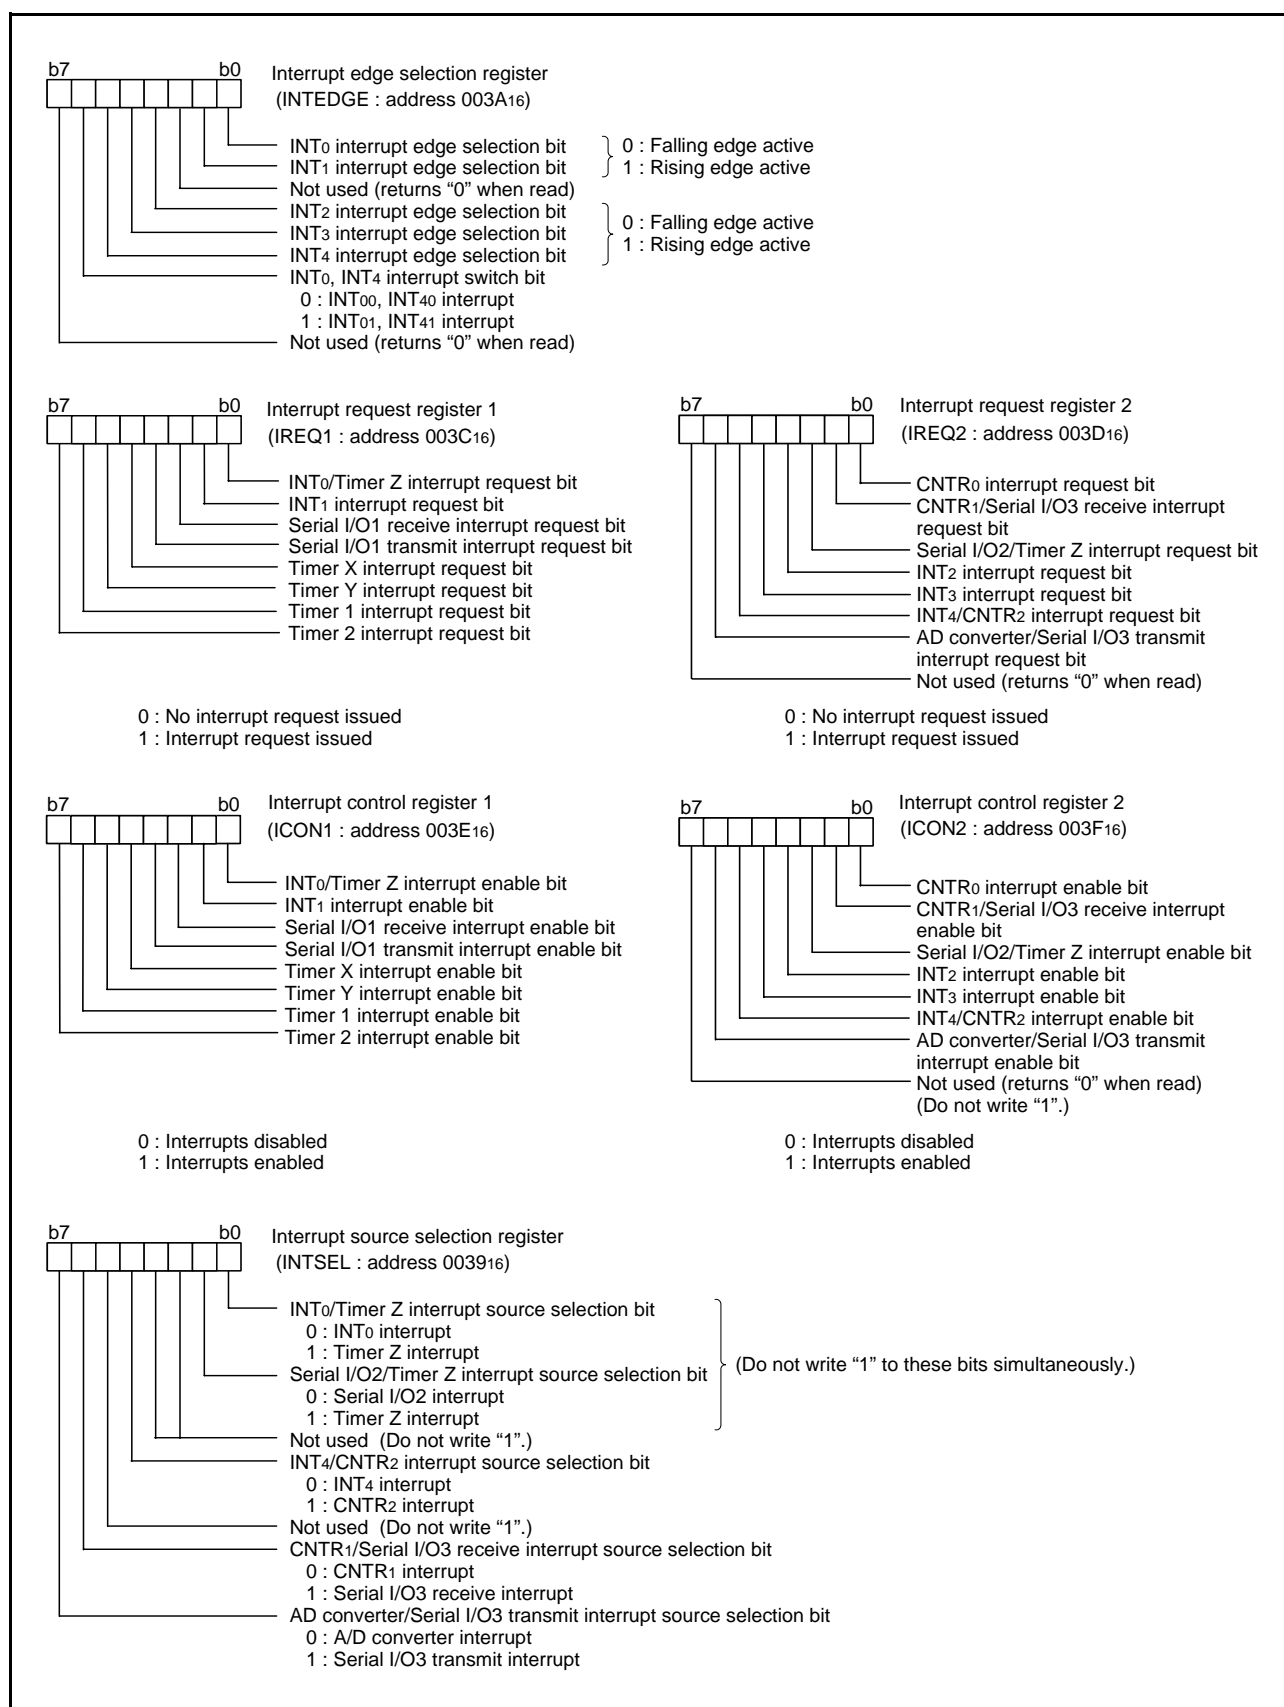 b7 b0 Interrupt edge selection register
(INTEDGE : address 003A16)
INT0 interrupt edge selection bit
INT1 interrupt edge selection bit
0 : Falling edge active
1 : Rising edge active
Not used (returns “0” when read)
INT2 interrupt edge selection bit
INT3 interrupt edge selection bit
INT4 interrupt edge selection bit
0 : Falling edge active
1 : Rising edge active
INT0, INT4 interrupt switch bit
0 : INT00, INT40 interrupt
1 : INT01, INT41 interrupt
Not used (returns “0” when read)
b7 b0 Interrupt request register 1
(IREQ1 : address 003C16)
INT0/Timer Z interrupt request bit
INT1 interrupt request bit
Serial I/O1 receive interrupt request bit
Serial I/O1 transmit interrupt request bit
Timer X interrupt request bit
Timer Y interrupt request bit
Timer 1 interrupt request bit
Timer 2 interrupt request bit
0 : No interrupt request issued
1 : Interrupt request issued
b7 b0 Interrupt request register 2
(IREQ2 : address 003D16)
CNTR0 interrupt request bit
CNTR1/Serial I/O3 receive interrupt
request bit
Serial I/O2/Timer Z interrupt request bit
INT2 interrupt request bit
INT3 interrupt request bit
INT4/CNTR2 interrupt request bit
AD converter/Serial I/O3 transmit
interrupt request bit
Not used (returns “0” when read)
0 : No interrupt request issued
1 : Interrupt request issued
b7 b0 Interrupt control register 1
(ICON1 : address 003E16)
INT0/Timer Z interrupt enable bit
INT1 interrupt enable bit
Serial I/O1 receive interrupt enable bit
Serial I/O1 transmit interrupt enable bit
Timer X interrupt enable bit
Timer Y interrupt enable bit
Timer 1 interrupt enable bit
Timer 2 interrupt enable bit
0 : Interrupts disabled
1 : Interrupts enabled
b7 b0 Interrupt control register 2
(ICON2 : address 003F16)
CNTR0 interrupt enable bit
CNTR1/Serial I/O3 receive interrupt
enable bit
Serial I/O2/Timer Z interrupt enable bit
INT2 interrupt enable bit
INT3 interrupt enable bit
INT4/CNTR2 interrupt enable bit
AD converter/Serial I/O3 transmit
interrupt enable bit
Not used (returns “0” when read)
(Do not write “1”.)
0 : Interrupts disabled
1 : Interrupts enabled
b7 b0 Interrupt source selection register
(INTSEL : address 003916)
INT0/Timer Z interrupt source selection bit
0 : INT0 interrupt
1 : Timer Z interrupt
Serial I/O2/Timer Z interrupt source selection bit
0 : Serial I/O2 interrupt
1 : Timer Z interrupt
(Do not write “1” to these bits simultaneously.)
Not used (Do not write “1”.)
INT4/CNTR2 interrupt source selection bit
0 : INT4 interrupt
1 : CNTR2 interrupt
Not used (Do not write “1”.)
CNTR1/Serial I/O3 receive interrupt source selection bit
0 : CNTR1 interrupt
1 : Serial I/O3 receive interrupt
AD converter/Serial I/O3 transmit interrupt source selection bit
0 : A/D converter interrupt
1 : Serial I/O3 transmit interrupt